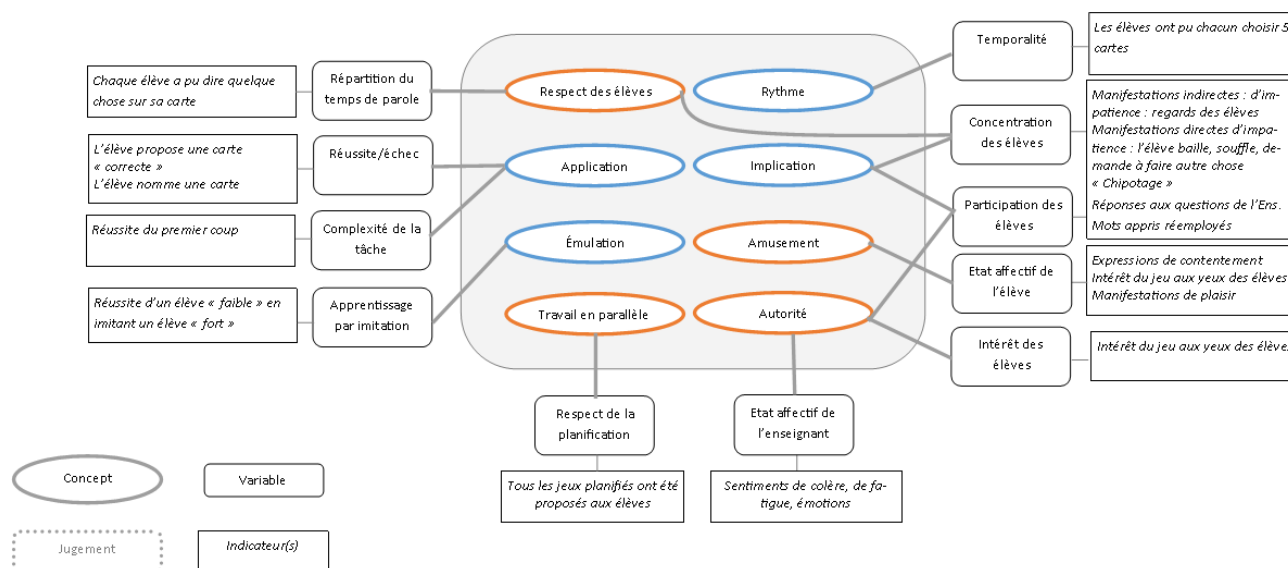 Temporalité
Les élèves ont pu chacun choisir 5
cartes
Chaque élève a pu dire quelque
chose sur sa carte
Répartition du
temps de parole
Respect des élèves
Rythme
Concentration
des élèves
Manifestations indirectes : d’im-
patience : regards des élèves
Manifestations directes d’impa-
tience : l’élève baille, souffle, de-
mande à faire autre chose
« Chipotage »
L’élève propose une carte
« correcte »
L’élève nomme une carte
Réussite/échec
Application
Implication
Participation des
élèves
Réponses aux questions de l’Ens.
Mots appris réemployés
Réussite du premier coup
Complexité de la
tâche
Émulation
Amusement
Etat affectif de
l’élève
Expressions de contentement
Intérêt du jeu aux yeux des élèves
Manifestations de plaisir
Réussite d’un élève « faible » en
imitant un élève « fort »
Apprentissage
par imitation
Travail en parallèle
Autorité
Intérêt des
élèves
Intérêt du jeu aux yeux des élève
Respect de la
planification
Etat affectif de
l’enseignant
Tous les jeux planifiés ont été
proposés aux élèves
Sentiments de colère, de fa-
tigue, émotions
Concept
Variable
Jugement
Indicateur(s)